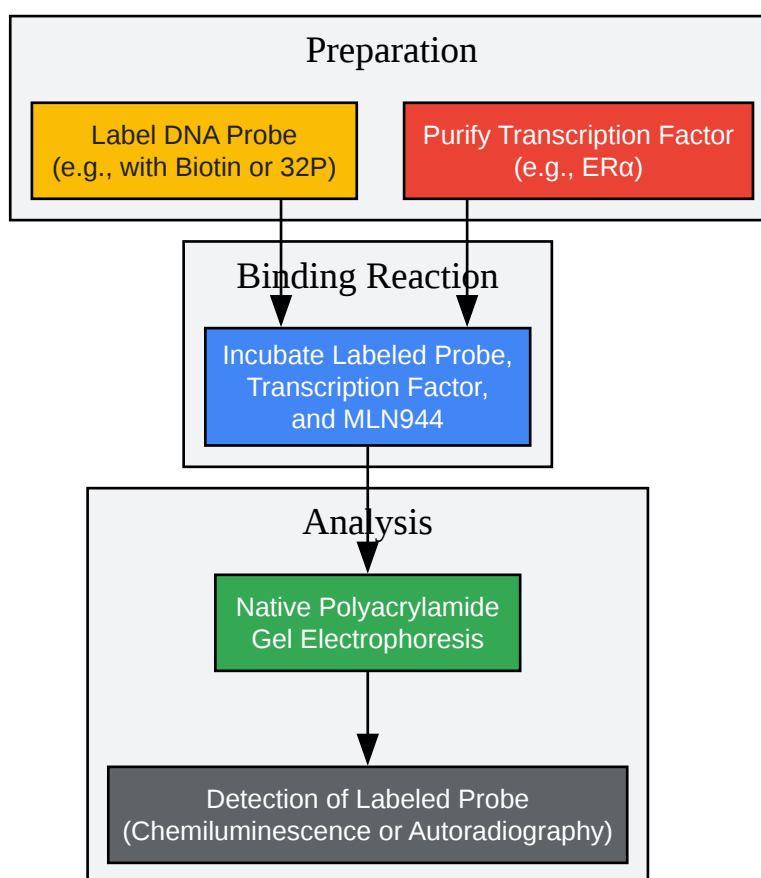 Preparation
Label DNA Probe
(e.g., with Biotin or 32P)
Purify Transcription Factor
(e.g., ERα)
Binding Reaction
Incubate Labeled Probe,
Transcription Factor,
and MLN944
Analysis
Native Polyacrylamide
Gel Electrophoresis
Detection of Labeled Probe
(Chemiluminescence or Autoradiography)